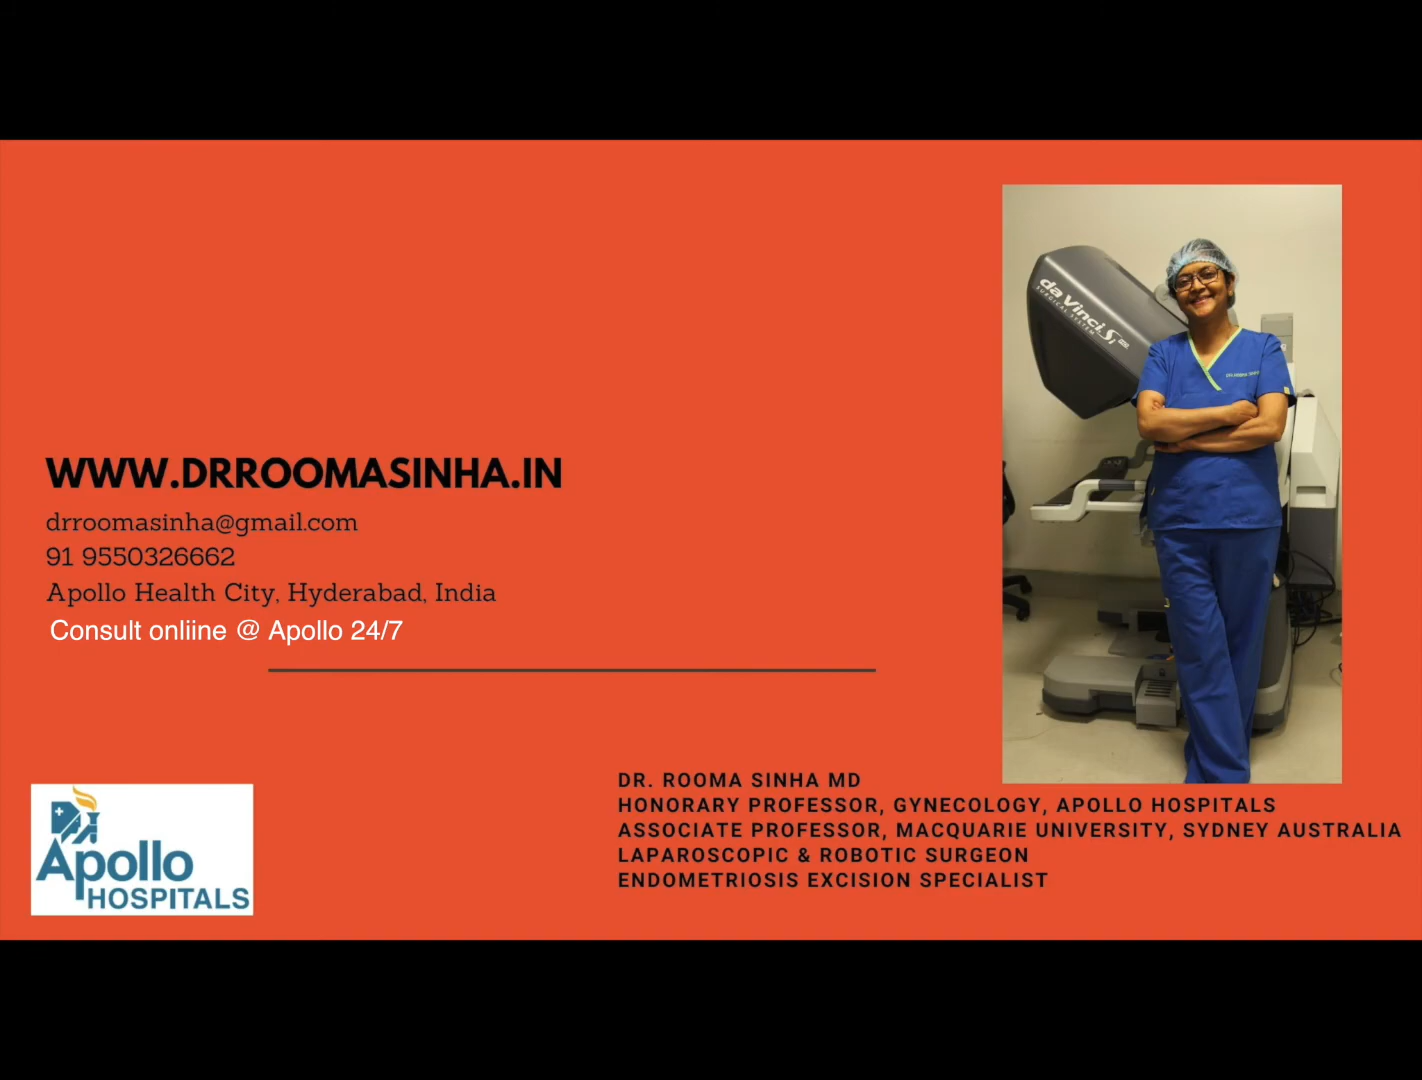 WWW.DRROOMASINHA.IN
drroomasinha@gmail.com
91 9550326662
Apollo Health City, Hyderabad, India
Consult onliine @ Apollo 24/7
da Vinci Si
SURGICAL SYSTEM
DR. ROOMA SINHA MD
HONORARY PROFESSOR, GYNECOLOGY, APOLLO HOSPITALS
ASSOCIATE PROFESSOR, MACQUARIE UNIVERSITY, SYDNEY AUSTRALIA
LAPAROSCOPIC & ROBOTIC SURGEON
ENDOMETRIOSIS EXCISION SPECIALIST
Apollo
HOSPITALS